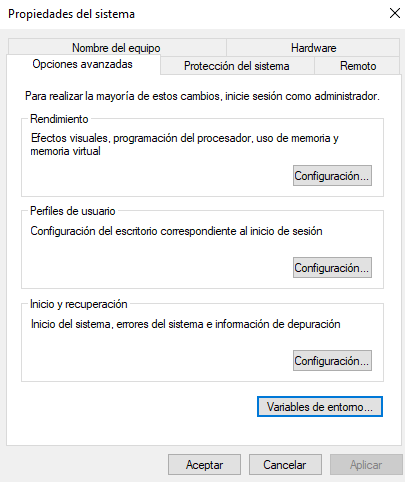 Propiedades del sistema
Nombre del equipo
Hardware
Opciones avanzadas
Protección del sistema
Remoto
Para realizar la mayoría de estos cambios, inicie sesión como administrador.
Rendimiento
Efectos visuales, programación del procesador, uso de memoria y
memoria virtual
Configuración...
Perfiles de usuario
Configuración del escritorio correspondiente al inicio de sesión
Configuración...
Inicio y recuperación
Inicio del sistema, errores del sistema e información de depuración
Configuración...
Variables de entorno...
Aceptar
Cancelar
Aplicar